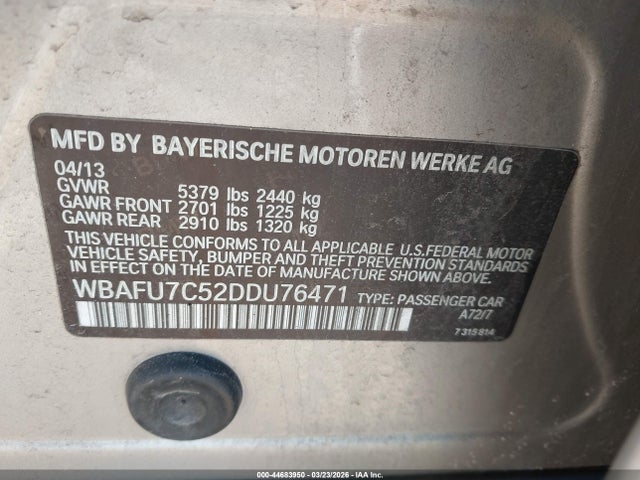 MFD BY BAYERISCHE MOTOREN WERKE AG
04/13
GVWR 5379 lbs 2440 kg
GAWR FRONT 2701 lbs 1225 kg
GAWR REAR 2910 lbs 1320 kg
THIS VEHICLE CONFORMS TO ALL APPLICABLE U.S.FEDERAL MOTOR
VEHICLE SAFETY, BUMPER, AND THEFT PREVENTION STANDARDS
IN EFFECT ON THE DATE OF MANUFACTURE SHOWN ABOVE.
WBAFU7C52DDU76471 TYPE: PASSENGER CAR
A72/7
7 315 814
000-44683950 | 03/23/2026 | IAA Inc.